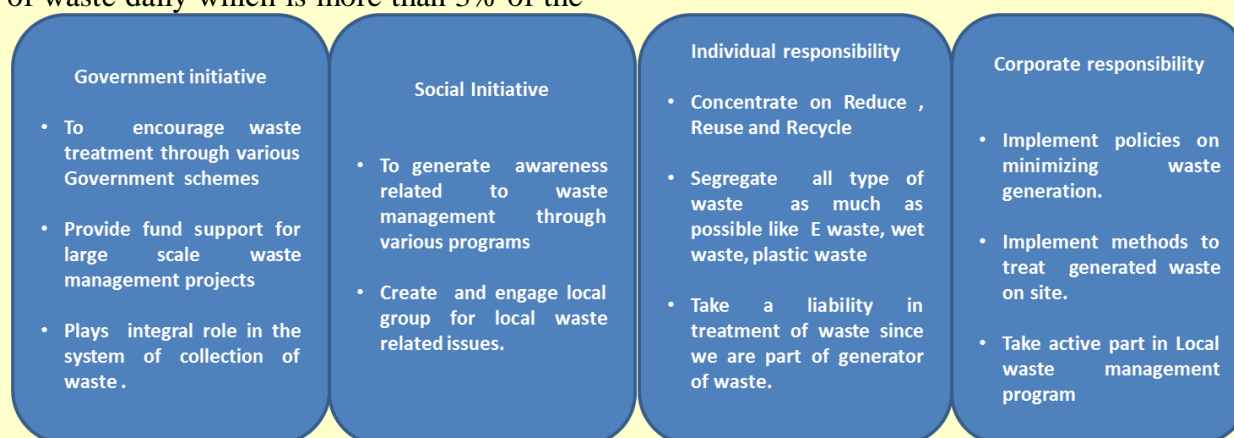 of waste daily which is more than 3% of the
Government initiative
• To encourage waste
treatment through various
Government schemes
• Provide fund support for
large scale waste
management projects
• Plays integral role in the
system of collection of
waste .
Social Initiative
• To generate awareness
related to waste
management through
various programs
• Create and engage local
group for local waste
related issues.
Individual responsibility
• Concentrate on Reduce ,
Reuse and Recycle
• Segregate all type of
waste as much as
possible like E waste, wet
waste, plastic waste
• Take a liability in
treatment of waste since
we are part of generator
of waste.
Corporate responsibility
• Implement policies on
minimizing waste
generation.
• Implement methods to
treat generated waste
on site.
• Take active part in Local
waste management
program